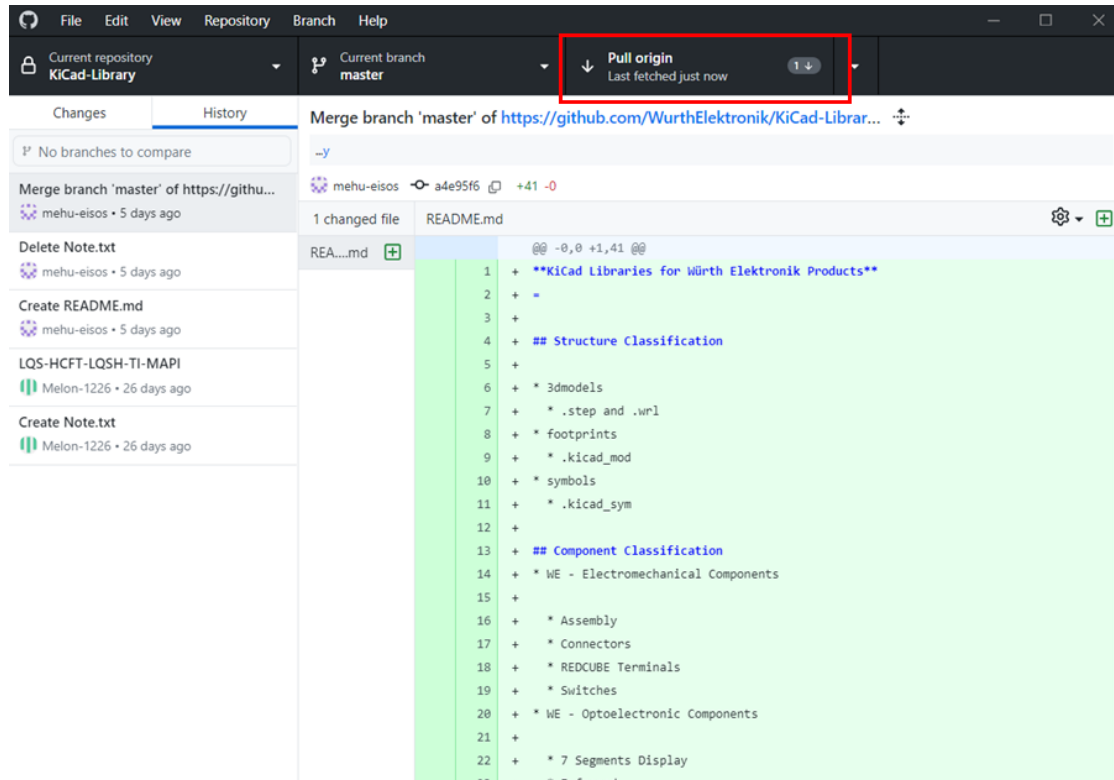 File Edit View Repository Branch Help
Current repository
KiCad-Library
Current branch
master
Pull origin
Last fetched just now
1
Changes
History
No branches to compare
Merge branch 'master' of https://githu...
mehu-eisos • 5 days ago
Delete Note.txt
mehu-eisos • 5 days ago
Create README.md
mehu-eisos • 5 days ago
LQS-HCFT-LQSH-TI-MAPI
Melon-1226 • 26 days ago
Create Note.txt
Melon-1226 • 26 days ago
Merge branch 'master' of https://github.com/WurthElektronik/KiCad-Librar...
…y
mehu-eisos a4e95f6 +41 -0
1 changed file
README.md
REA....md
@@ -0,0 +1,41 @@
1 + **KiCad Libraries for Würth Elektronik Products**
2 + =
3 +
4 + ## Structure Classification
5 +
6 + * 3dmodels
7 + * .step and .wrl
8 + * footprints
9 + * .kicad_mod
10 + * symbols
11 + * .kicad_sym
12 +
13 + ## Component Classification
14 + * WE - Electromechanical Components
15 +
16 + * Assembly
17 + * Connectors
18 + * REDCUBE Terminals
19 + * Switches
20 + * WE - Optoelectronic Components
21 +
22 + * 7 Segments Display